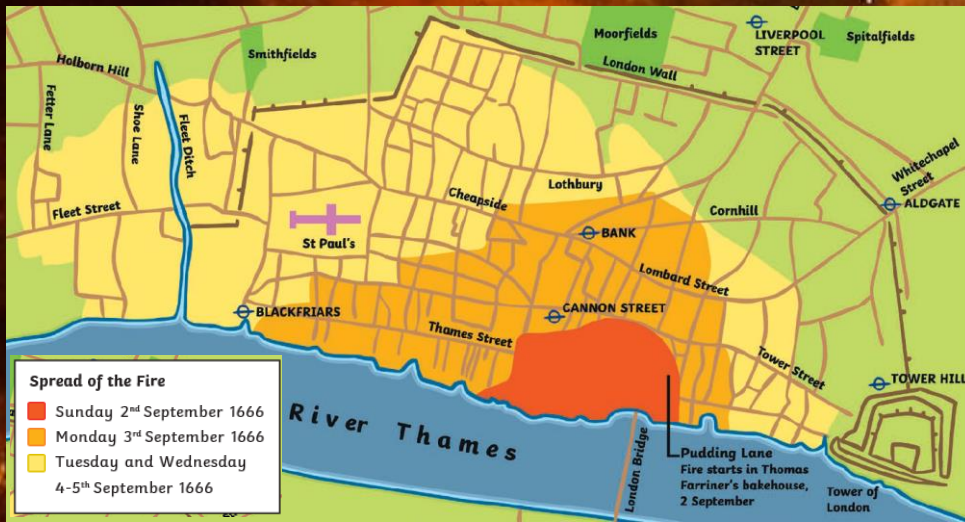 Moorfields
LIVERPOOL
STREET
Spitalfields
Smithfields
Holborn Hill
London Wall
Fetter Lane
Shoe Lane
Fleet Ditch
Whitechapel
Street
Lothbury
Cheapside
Cornhill
ALDGATE
Fleet Street
St Paul's
BANK
Lombard Street
BLACKFRIARS
CANNON STREET
Thames Street
Tower Street
TOWER HILL
River Thames
London Bridge
Pudding Lane
Fire starts in Thomas
Farriner's bakehouse,
2 September
Tower of
London
Spread of the Fire
Sunday 2nd September 1666
Monday 3rd September 1666
Tuesday and Wednesday
4-5th September 1666